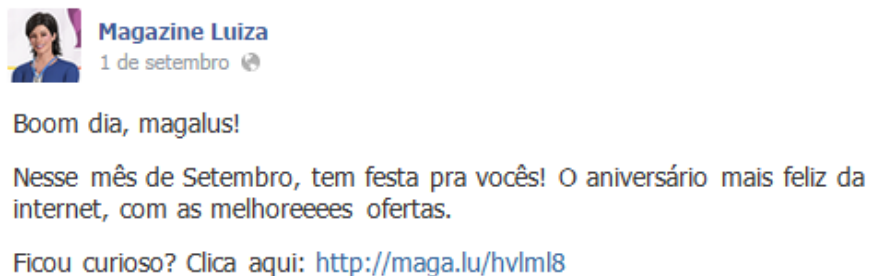 Magazine Luiza
1 de setembro
Boom dia, magalus!
Nesse mês de Setembro, tem festa pra vocês! O aniversário mais feliz da
internet, com as melhoreeees ofertas.
Ficou curioso? Clica aqui: http://maga.lu/hvlml8